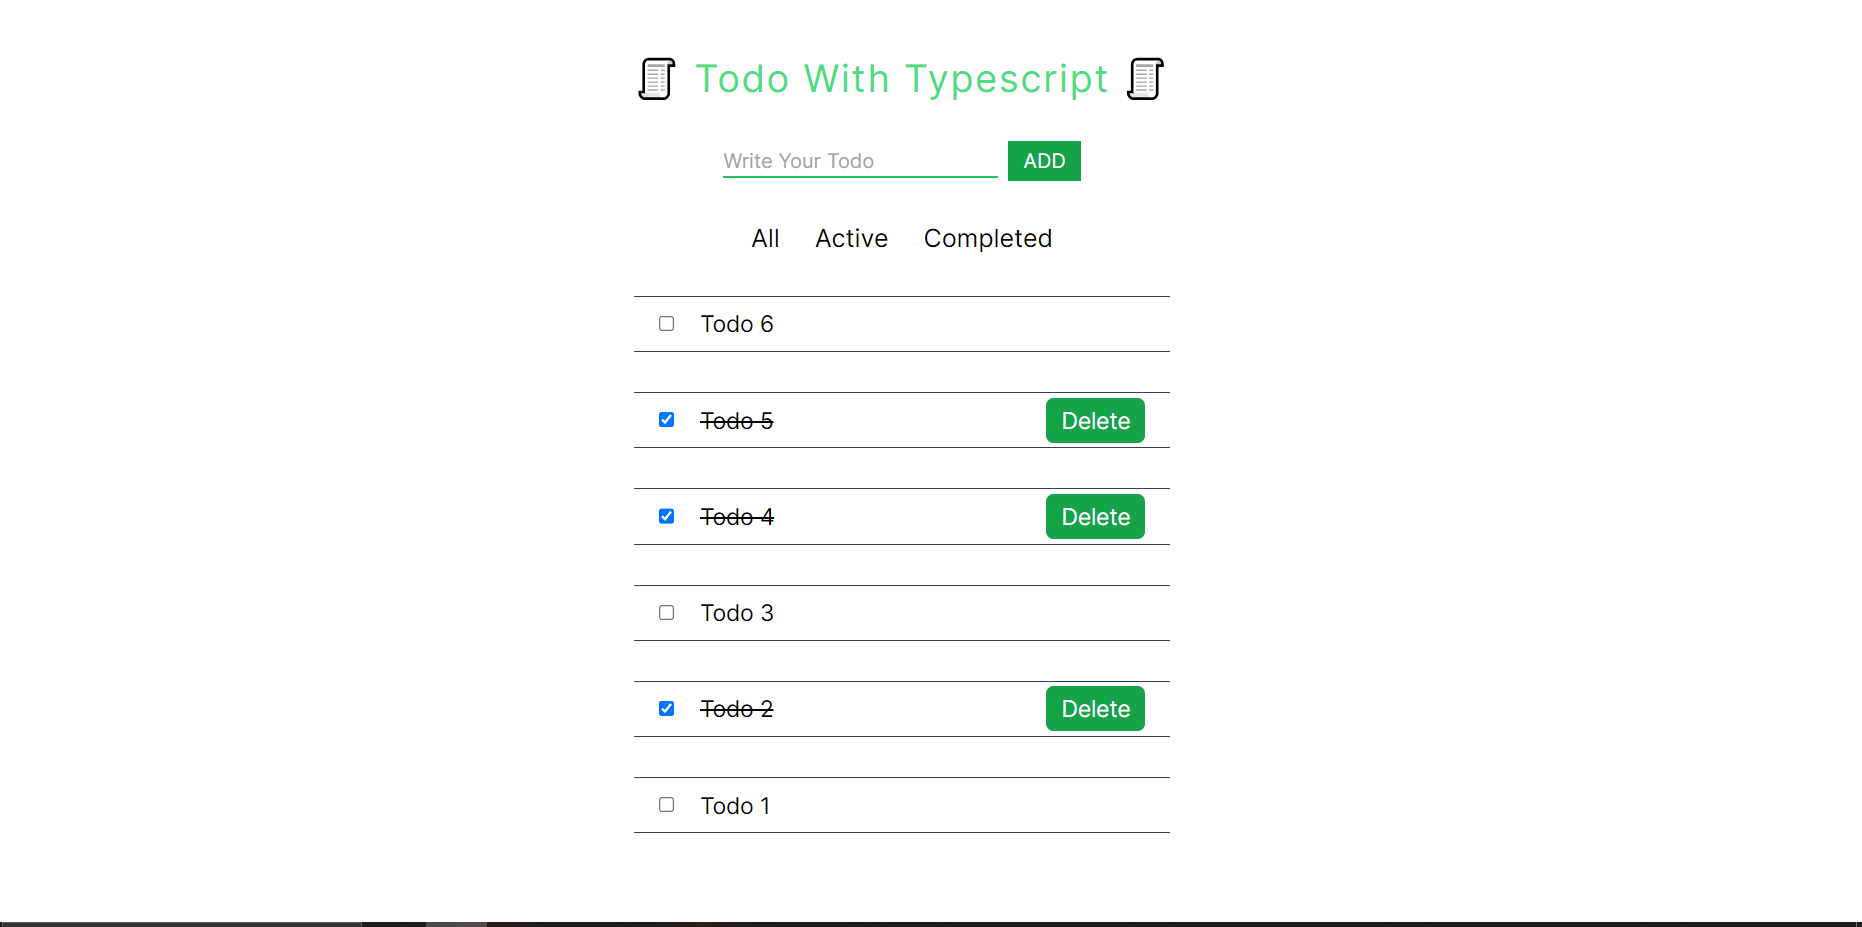 Todo With Typescript
Write Your Todo ADD
All Active Completed
Todo 6
Todo 5 Delete
Todo 4 Delete
Todo 3
Todo 2 Delete
Todo 1